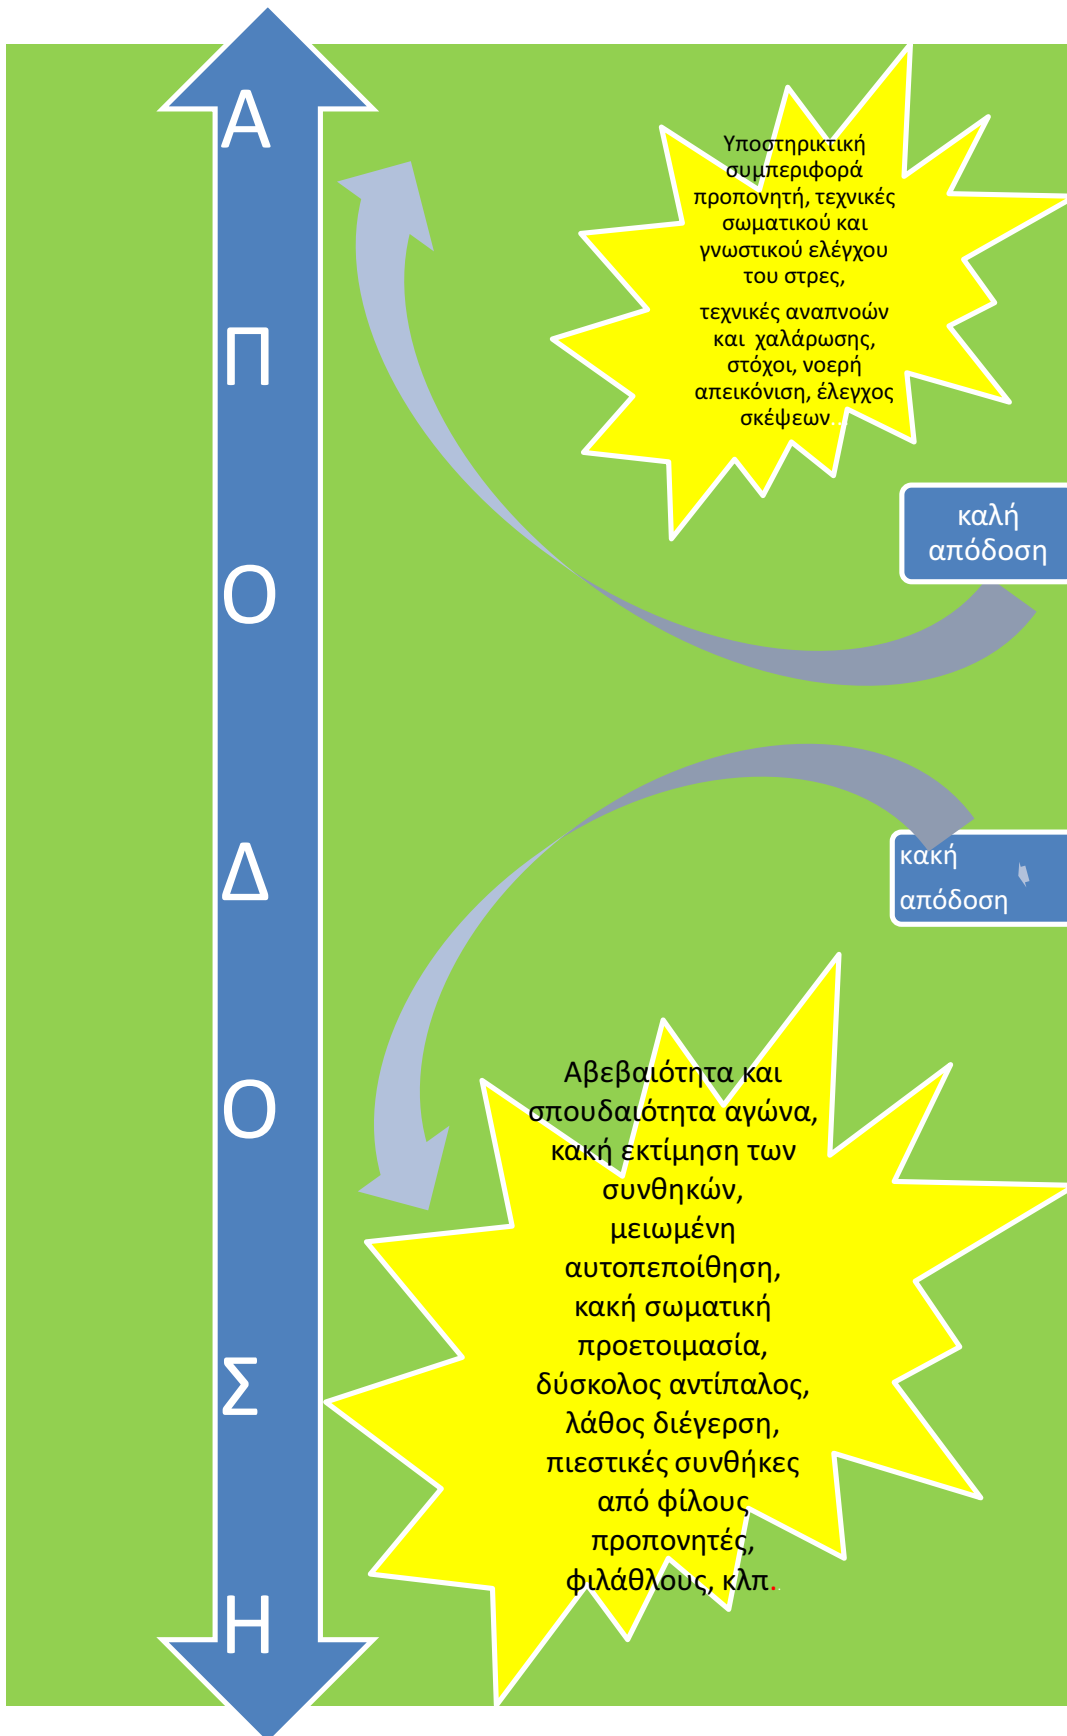 Α
Π
Ο
Δ
Ο
Σ
Η
Υποστηρικτική
συμπεριφορά
προπονητή, τεχνικές
σωματικού και
γνωστικού ελέγχου
του στρες,
τεχνικές αναπνοών
και χαλάρωσης,
στόχοι, νοερή
απεικόνιση, έλεγχος
σκέψεων...
καλή
απόδοση
κακή
απόδοση
Αβεβαιότητα και
σπουδαιότητα αγώνα,
κακή εκτίμηση των
συνθηκών,
μειωμένη
αυτοπεποίθηση,
κακή σωματική
προετοιμασία,
δύσκολος αντίπαλος,
λάθος διέγερση,
πιεστικές συνθήκες
από φίλους
προπονητές,
φιλάθλους, κλπ..